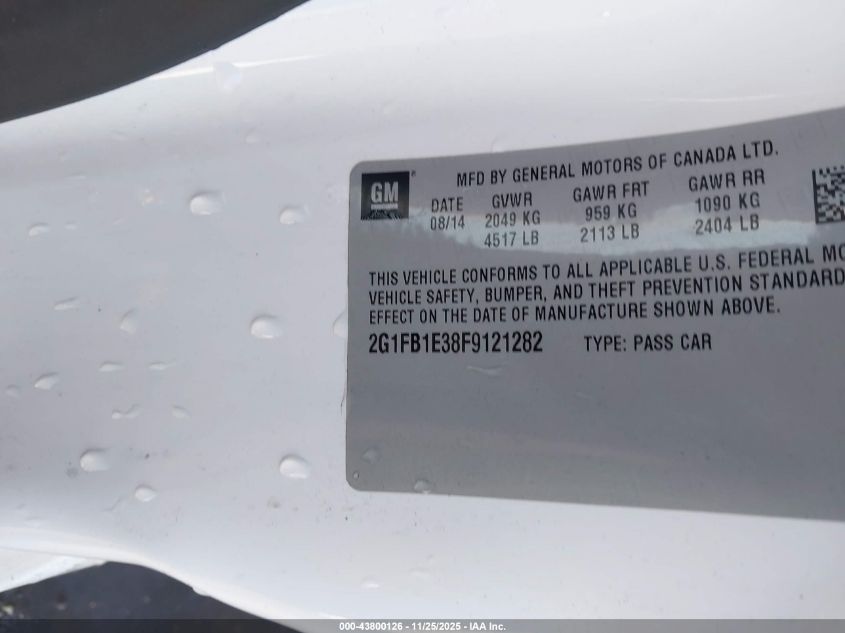 MFD BY GENERAL MOTORS OF CANADA LTD.
GM
DATE GVWR GAWR FRT GAWR RR
08/14 2049 KG 959 KG 1090 KG
4517 LB 2113 LB 2404 LB
THIS VEHICLE CONFORMS TO ALL APPLICABLE U.S. FEDERAL MO
VEHICLE SAFETY, BUMPER, AND THEFT PREVENTION STANDARD
EFFECT ON THE DATE OF MANUFACTURE SHOWN ABOVE.
2G1FB1E38F9121282 TYPE: PASS CAR
000-43800126 - 11/25/2025 - IAA Inc.